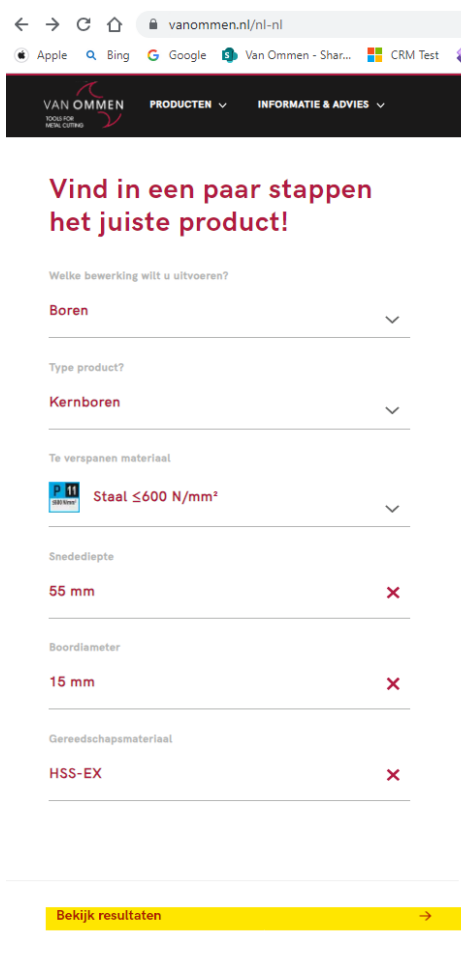 vanommen.nl/nl-nl
Apple Bing Google Van Ommen - Shar... CRM Test
VAN OMMEN
TOOLS FOR
METAL CUTTING
PRODUCTEN INFORMATIE & ADVIES
Vind in een paar stappen
het juiste product!
Welke bewerking wilt u uitvoeren?
Boren
Type product?
Kernboren
Te verspanen materiaal
P 11
Staal ≤600 N/mm²
Snedediepte
55 mm
Boordiameter
15 mm
Gereedschapsmateriaal
HSS-EX
Bekijk resultaten